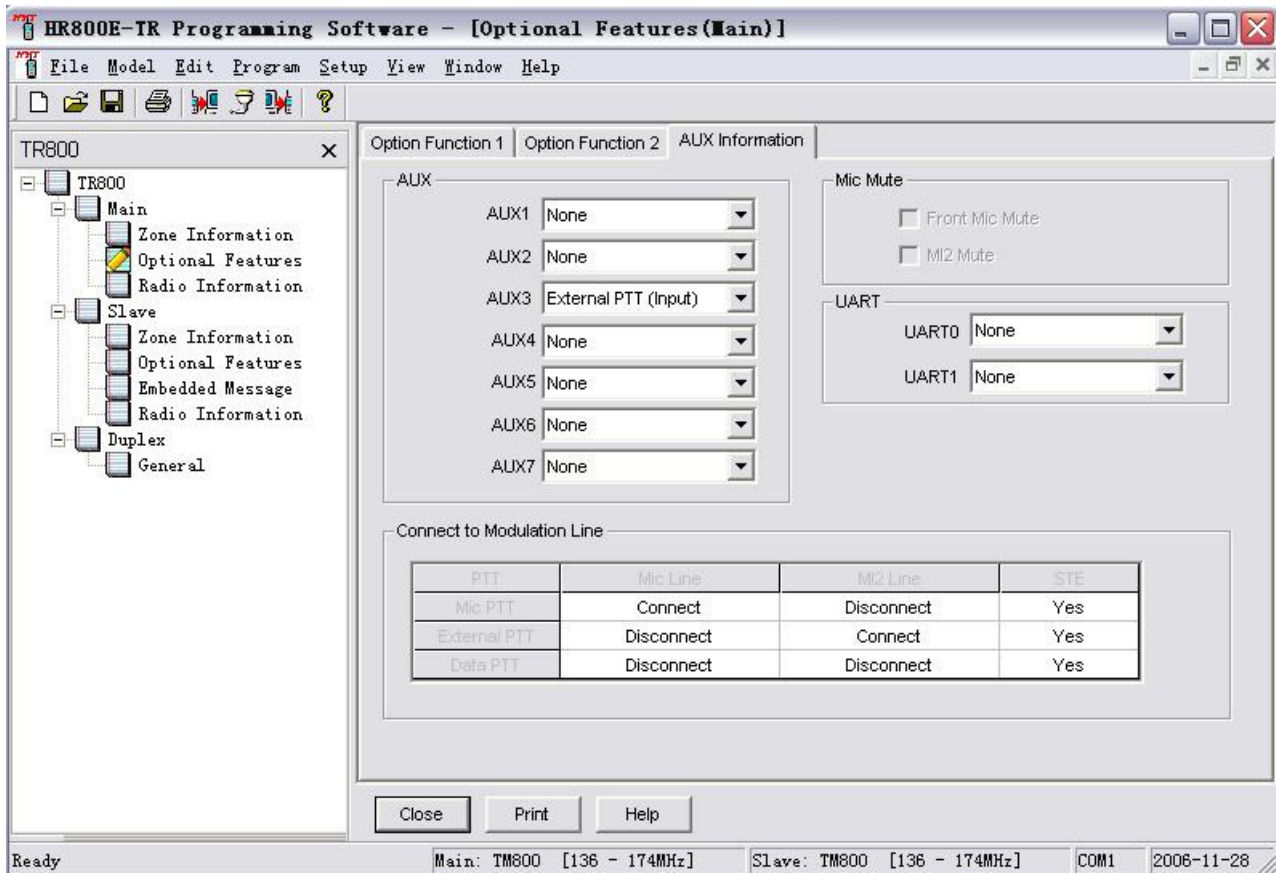 HR800E-TR Programming Software - [Optional Features(Main)]
File Model Edit Program Setup View Window Help
TR800
TR800
Main
Zone Information
Optional Features
Radio Information
Slave
Zone Information
Optional Features
Embedded Message
Radio Information
Duplex
General
Option Function 1 Option Function 2 AUX Information
AUX
AUX1 None
AUX2 None
AUX3 External PTT (Input)
AUX4 None
AUX5 None
AUX6 None
AUX7 None
Mic Mute
Front Mic Mute
MI2 Mute
UART
UART0 None
UART1 None
Connect to Modulation Line
PTT Mic Line MI2 Line STE
Mic PTT Connect Disconnect Yes
External PTT Disconnect Connect Yes
Data PTT Disconnect Disconnect Yes
Close Print Help
Ready Main: TM800 [136 - 174MHz] Slave: TM800 [136 - 174MHz] COM1 2006-11-28